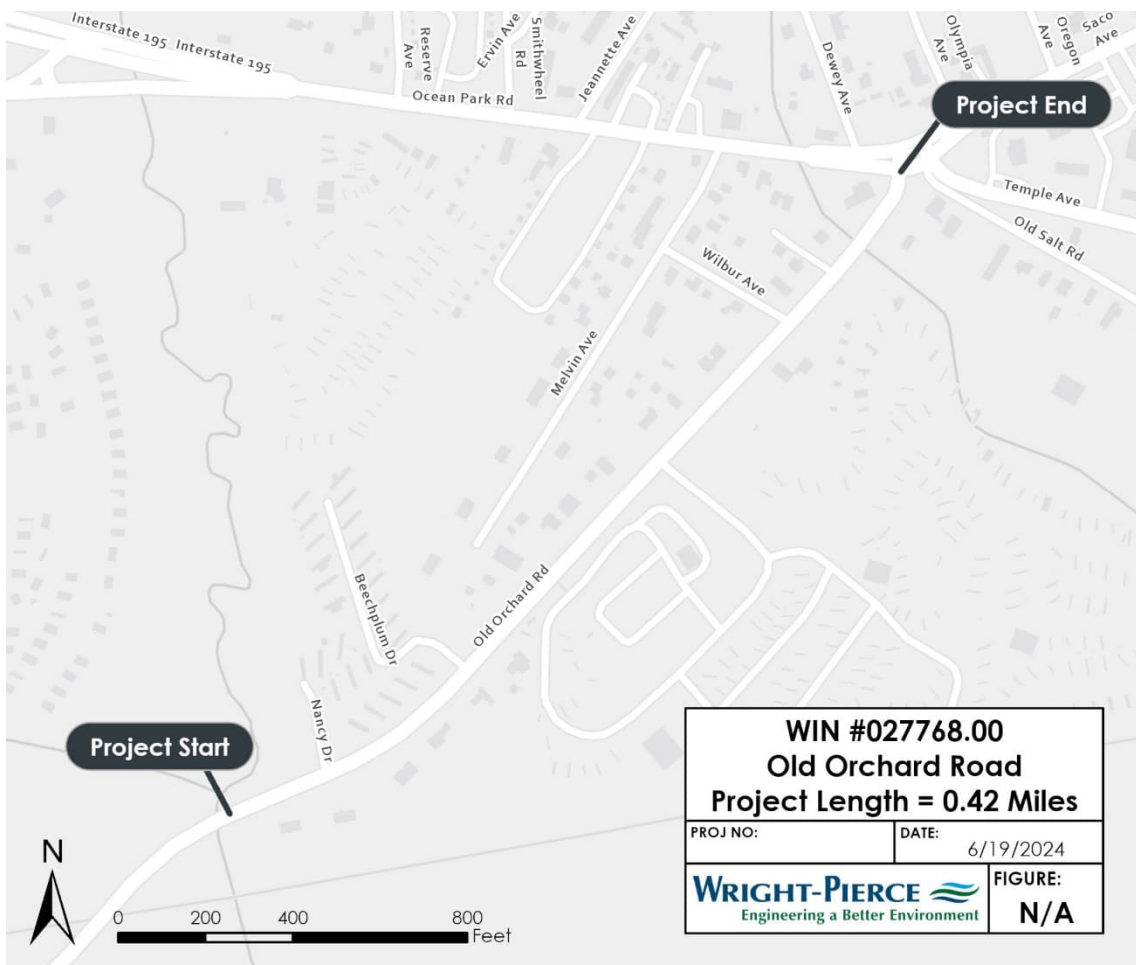 Interstate 195 Interstate 195
Reserve
Ave
Ervin Ave
Smithwheel
Rd
Jeannette Ave
Dewey Ave
Olympia
Ave
Oregon
Ave
Saco
Ave
Ocean Park Rd
Project End
Temple Ave
Old Salt Rd
Wilbur Ave
Melvin Ave
Old Orchard Rd
Beechplum Dr
Nancy Dr
Project Start
N
0 200 400 800
Feet
WIN #027768.00
Old Orchard Road
Project Length = 0.42 Miles
PROJ NO:
DATE:
6/19/2024
WRIGHT-PIERCE
Engineering a Better Environment
FIGURE:
N/A